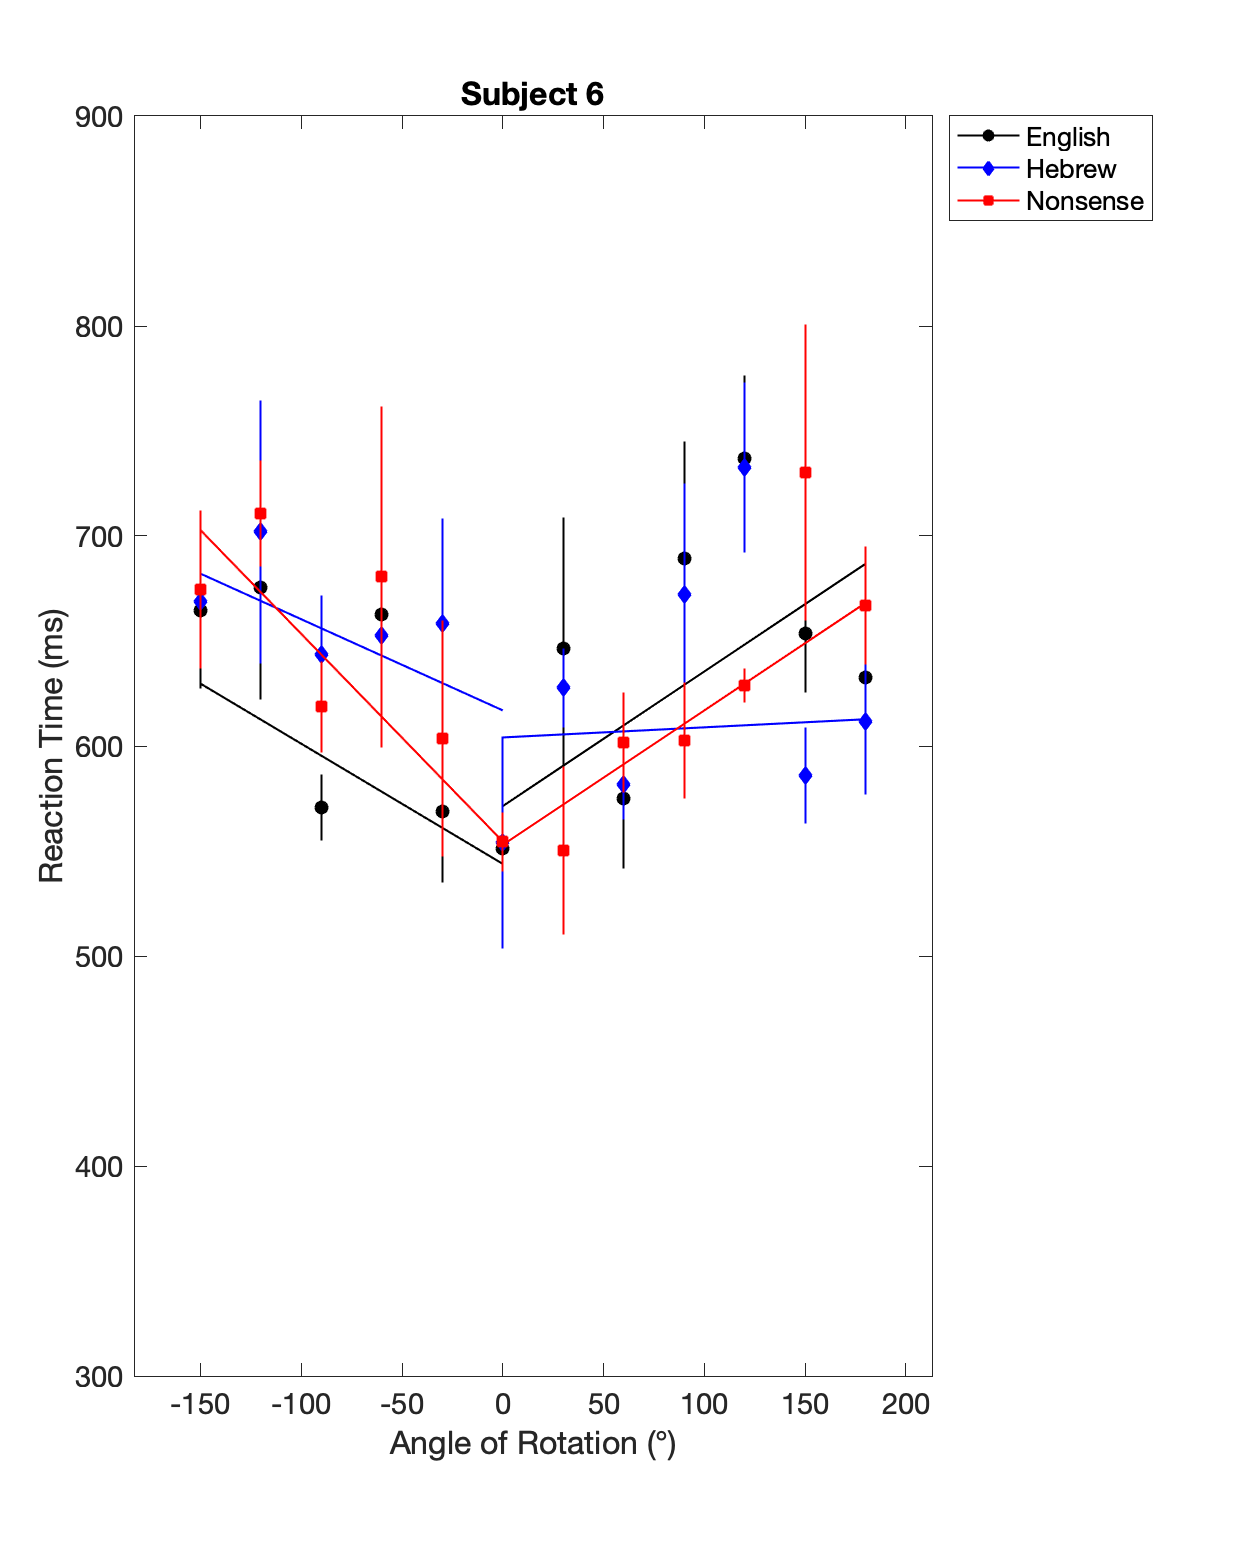 Subject 6
900
800
700
600
500
400
300
-150 -100 -50 0 50 100 150 200
Reaction Time (ms)
Angle of Rotation (°)
English
Hebrew
Nonsense